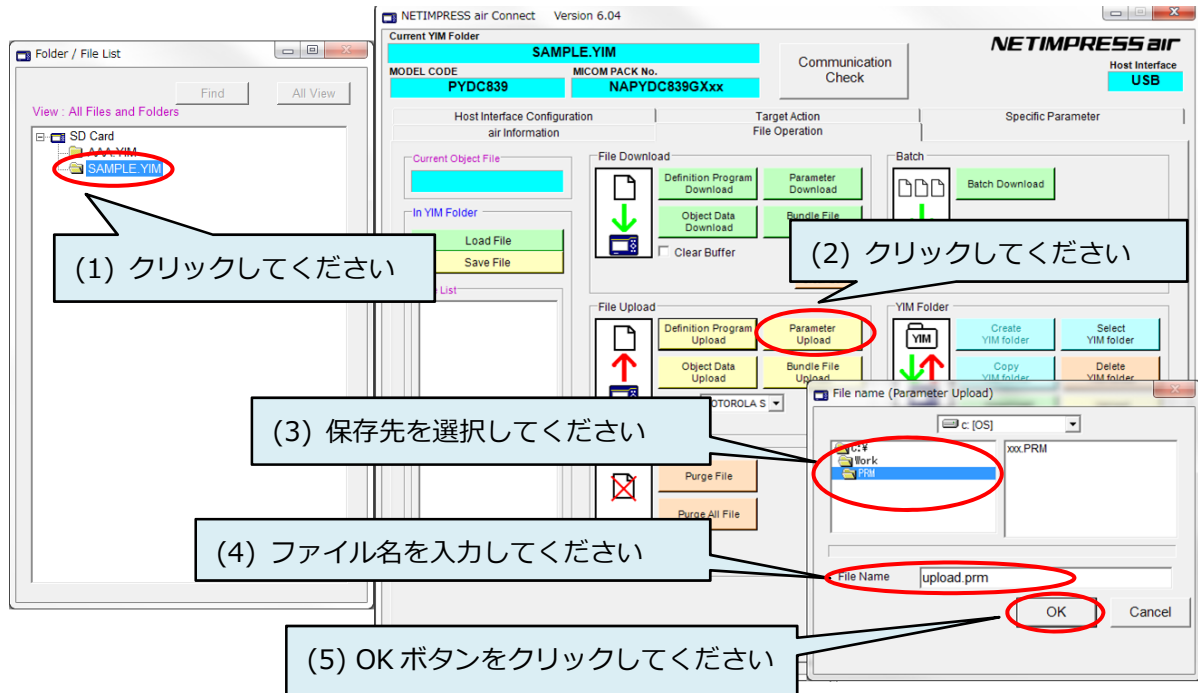 Folder / File List
Find
All View
View : All Files and Folders
SD Card
AAA.YIM
SAMPLE.YIM
(1) クリックしてください
NETIMPRESS air Connect Version 6.04
Current YIM Folder
SAMPLE.YIM
MODEL CODE
PYDC839
MICOM PACK No.
NAPYDC839GXxx
Communication
Check
NETIMPRESS air
Host Interface
USB
Host Interface Configuration
Target Action
Specific Parameter
air Information
File Operation
Current Object File
In YIM Folder
Load File
Save File
List
File Download
Definition Program
Download
Parameter
Download
Object Data
Download
Bundle File
Clear Buffer
Batch
Batch Download
(2) クリックしてください
File Upload
Definition Program
Upload
Parameter
Upload
Object Data
Upload
Bundle File
Upload
OTOROLA S
YIM Folder
YIM
Create
YIM folder
Select
YIM folder
Copy
YIM folder
Delete
YIM folder
(3) 保存先を選択してください
Purge File
Purge All File
(4) ファイル名を入力してください
File name (Parameter Upload)
c: [OS]
c:¥
Work
PRM
xxx.PRM
File Name
upload.prm
OK
Cancel
(5) OK ボタンをクリックしてください